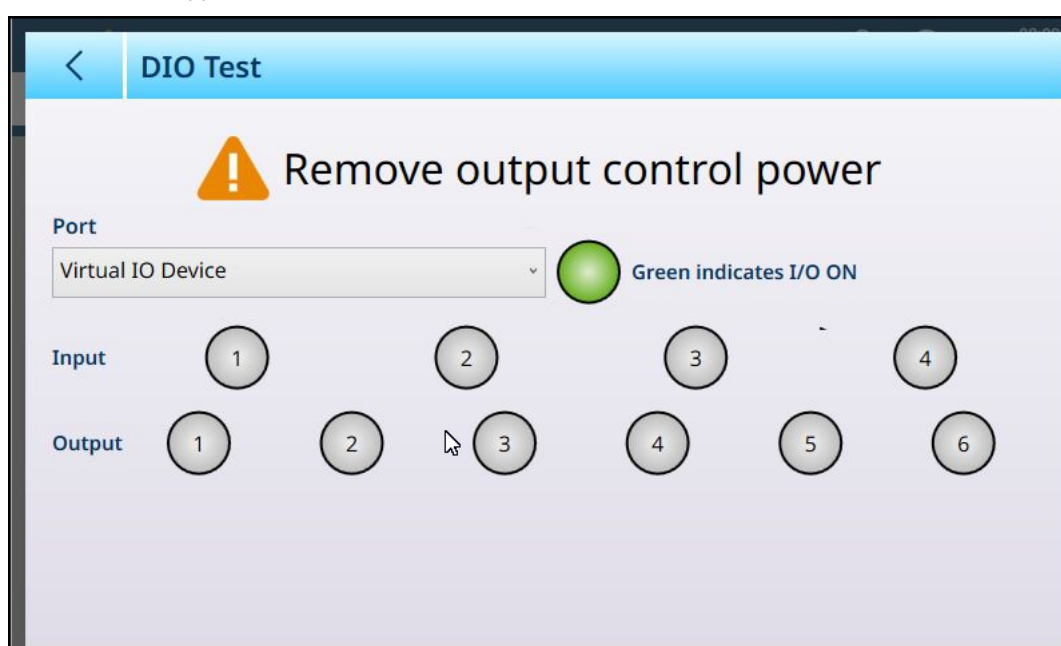 DIO Test
Remove output control power
Port
Virtual IO Device
Green indicates I/O ON
Input 1 2 3 4
Output 1 2 3 4 5 6